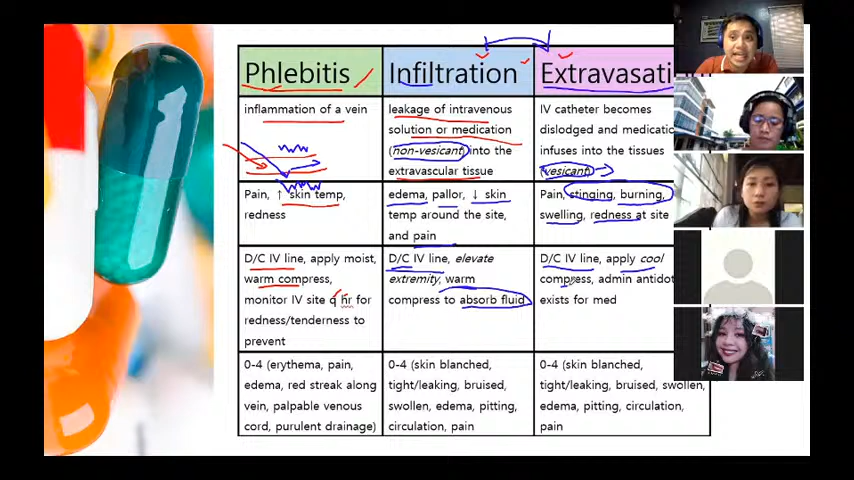 Phlebitis
Infiltration
Extravasati
inflammation of a vein
leakage of intravenous
solution or medication
(non-vesicant) into the
extravascular tissue
IV catheter becomes
dislodged and medicatio
infuses into the tissues
(vesicant)
Pain, ↑ skin temp,
redness
edema, pallor, ↓ skin
temp around the site,
and pain
Pain, stinging, burning,
swelling, redness at site
D/C IV line, apply moist,
warm compress,
monitor IV site q hr for
redness/tenderness to
prevent
D/C IV line, elevate
extremity, warm
compress to absorb fluid
D/C IV line, apply cool
compress, admin antidot
exists for med
0-4 (erythema, pain,
edema, red streak along
vein, palpable venous
cord, purulent drainage)
0-4 (skin blanched,
tight/leaking, bruised,
swollen, edema, pitting,
circulation, pain
0-4 (skin blanched,
tight/leaking, bruised, swollen,
edema, pitting, circulation,
pain